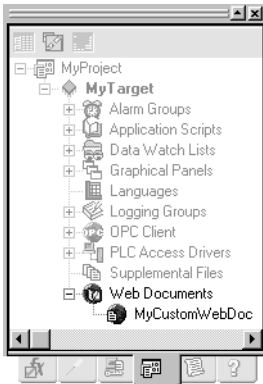 MyProject
MyTarget
Alarm Groups
Application Scripts
Data Watch Lists
Graphical Panels
Languages
Logging Groups
OPC Client
PLC Access Drivers
Supplemental Files
Web Documents
MyCustomWebDoc